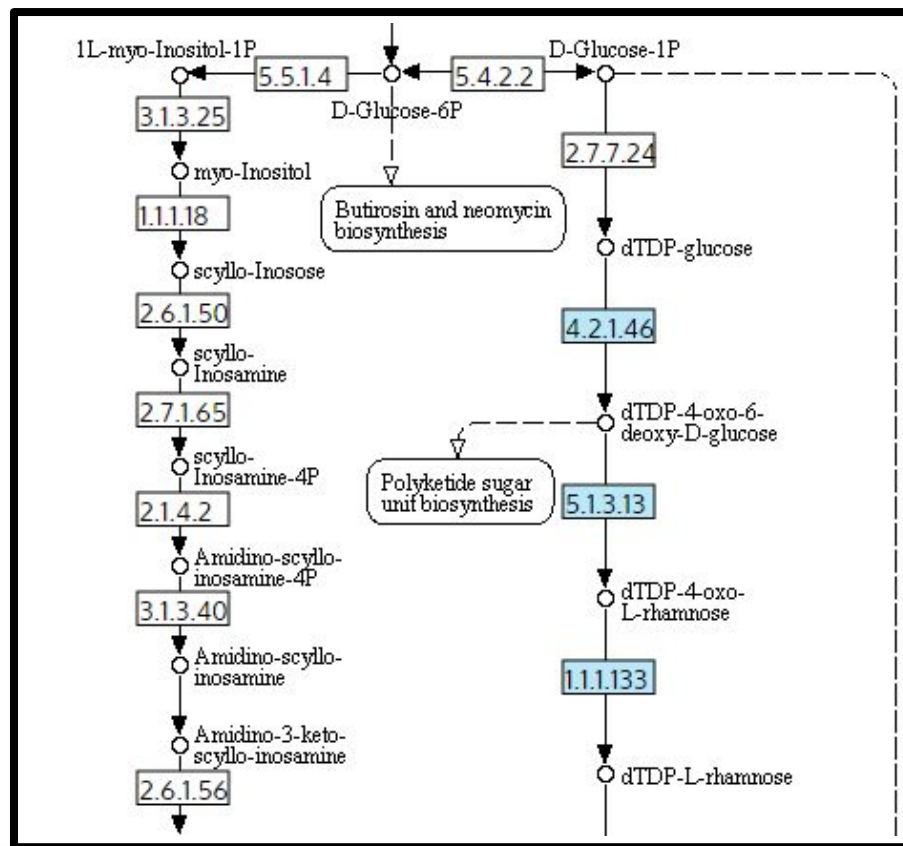 1L-myo-Inositol-1P
D-Glucose-1P
5.5.1.4
5.4.2.2
D-Glucose-6P
3.1.3.25
2.7.7.24
myo-Inositol
Butirosin and neomycin
biosynthesis
1.1.1.18
dTDP-glucose
scyllo-Inosose
2.6.1.50
4.2.1.46
scyllo-
Inosamine
2.7.1.65
dTDP-4-oxo-6-
deoxy-D-glucose
scyllo-
Inosamine-4P
Polyketide sugar
unit biosynthesis
2.1.4.2
5.1.3.13
Amidino-scyllo-
inosamine-4P
3.1.3.40
dTDP-4-oxo-
L-rhamnose
Amidino-scyllo-
inosamine
1.1.1.133
Amidino-3-keto-
scyllo-inosamine
2.6.1.56
dTDP-L-rhamnose